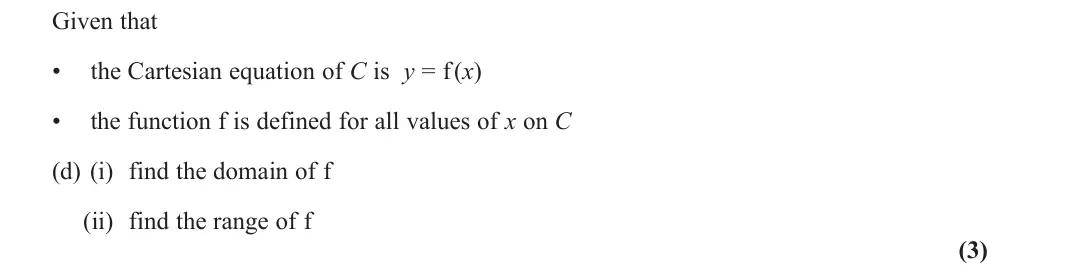 Given that
• the Cartesian equation of C is y = f(x)
• the function f is defined for all values of x on C
(d) (i) find the domain of f
(ii) find the range of f
(3)